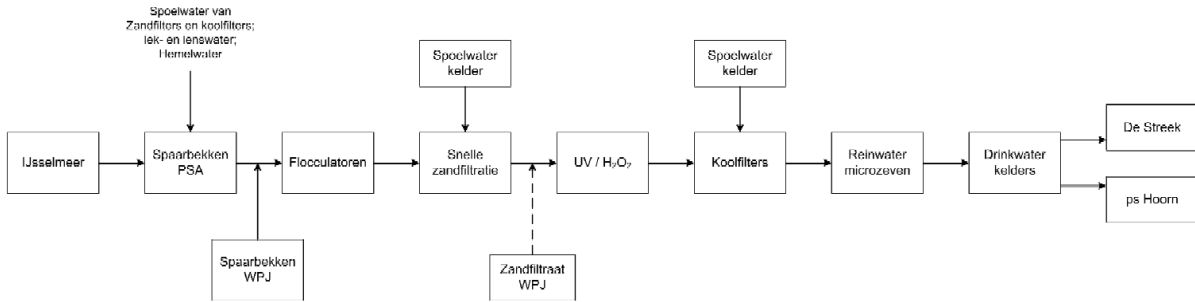 Spoelwater van
Zandfilters en koolfilters;
lek- en lenswater;
Hemelwater
Spoelwater
kelder
Spoelwater
kelder
IJsselmeer
Spaarbekken
PSA
Flocculatoren
Snelle
zandfiltratie
UV / H₂O₂
Koolfilters
Reinwater
microzeven
Drinkwater
kelders
De Streek
ps Hoorn
Spaarbekken
WPJ
Zandfiltraat
WPJ